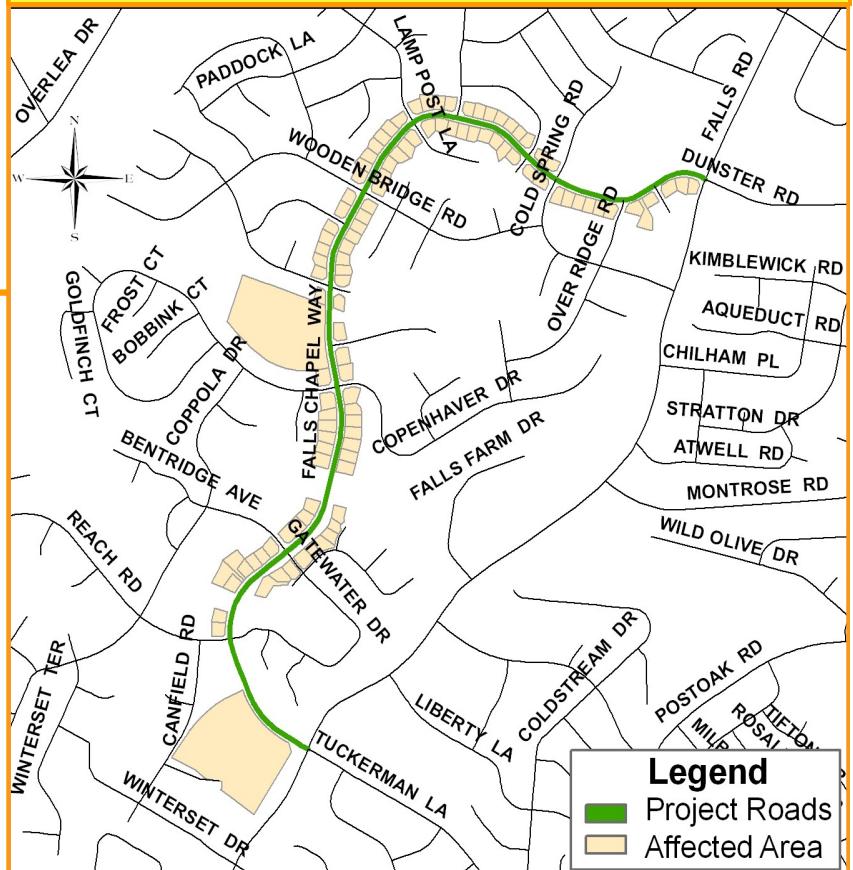 OVERLEA DR
PADDOCK LA
LAMP POST LA
FALLS RD
COLD SPRING RD
N
W
E
S
WOODEN BRIDGE RD
DUNSTER RD
OVER RIDGE RD
KIMBLEWICK RD
FROST CT
GOLDFINCH CT
BOBBINK CT
AQUEDUCT RD
FALLS CHAPEL WAY
CHILHAM PL
COPPOLA DR
COPENHAVER DR
STRATTON DR
FALLS FARM DR
ATWELL RD
BENTRIDGE AVE
MONTROSE RD
REACH RD
GATEWATER DR
WILD OLIVE DR
CANFIELD RD
WINTERSET TER
COLDSTREAM DR
POSTOAK RD
LIBERTY LA
TIFTON
ROSAL
MILR
TUCKERMAN LA
WINTERSET DR
Legend
Project Roads
Affected Area